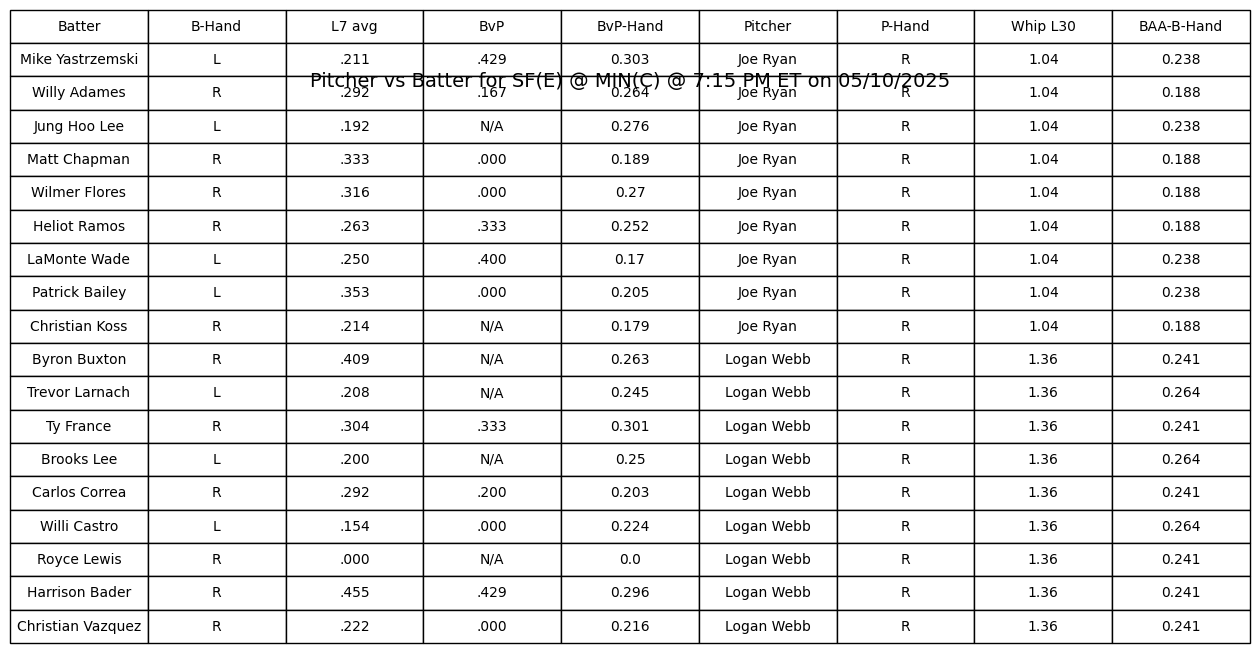 Batter B-Hand L7 avg BvP BvP-Hand Pitcher P-Hand Whip L30 BAA-B-Hand
Mike Yastrzemski L .211 .429 0.303 Joe Ryan R 1.04 0.238
Pitcher vs Batter for SF(E) @ MIN(C) @ 7:15 PM ET on 05/10/2025
Willy Adames R .292 .167 0.264 Joe Ryan R 1.04 0.188
Jung Hoo Lee L .192 N/A 0.276 Joe Ryan R 1.04 0.238
Matt Chapman R .333 .000 0.189 Joe Ryan R 1.04 0.188
Wilmer Flores R .316 .000 0.27 Joe Ryan R 1.04 0.188
Heliot Ramos R .263 .333 0.252 Joe Ryan R 1.04 0.188
LaMonte Wade L .250 .400 0.17 Joe Ryan R 1.04 0.238
Patrick Bailey L .353 .000 0.205 Joe Ryan R 1.04 0.238
Christian Koss R .214 N/A 0.179 Joe Ryan R 1.04 0.188
Byron Buxton R .409 N/A 0.263 Logan Webb R 1.36 0.241
Trevor Larnach L .208 N/A 0.245 Logan Webb R 1.36 0.264
Ty France R .304 .333 0.301 Logan Webb R 1.36 0.241
Brooks Lee L .200 N/A 0.25 Logan Webb R 1.36 0.264
Carlos Correa R .292 .200 0.203 Logan Webb R 1.36 0.241
Willi Castro L .154 .000 0.224 Logan Webb R 1.36 0.264
Royce Lewis R .000 N/A 0.0 Logan Webb R 1.36 0.241
Harrison Bader R .455 .429 0.296 Logan Webb R 1.36 0.241
Christian Vazquez R .222 .000 0.216 Logan Webb R 1.36 0.241